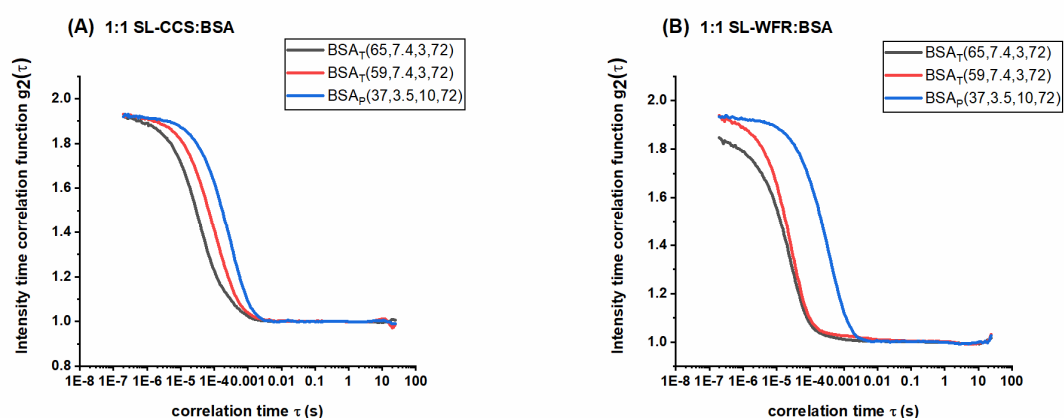 (A) 1:1 SL-CCS:BSA
BSA_T(65,7.4,3,72)
BSA_T(59,7.4,3,72)
BSA_P(37,3.5,10,72)
Intensity time correlation function g2(τ)
2.0
1.8
1.6
1.4
1.2
1.0
0.8
1E-8 1E-7 1E-6 1E-5 1E-4 0.001 0.01 0.1 1 10 100
correlation time τ (s)
(B) 1:1 SL-WFR:BSA
BSA_T(65,7.4,3,72)
BSA_T(59,7.4,3,72)
BSA_P(37,3.5,10,72)
Intensity time correlation function g2(τ)
2.0
1.8
1.6
1.4
1.2
1.0
1E-8 1E-7 1E-6 1E-5 1E-4 0.001 0.01 0.1 1 10 100
correlation time τ (s)